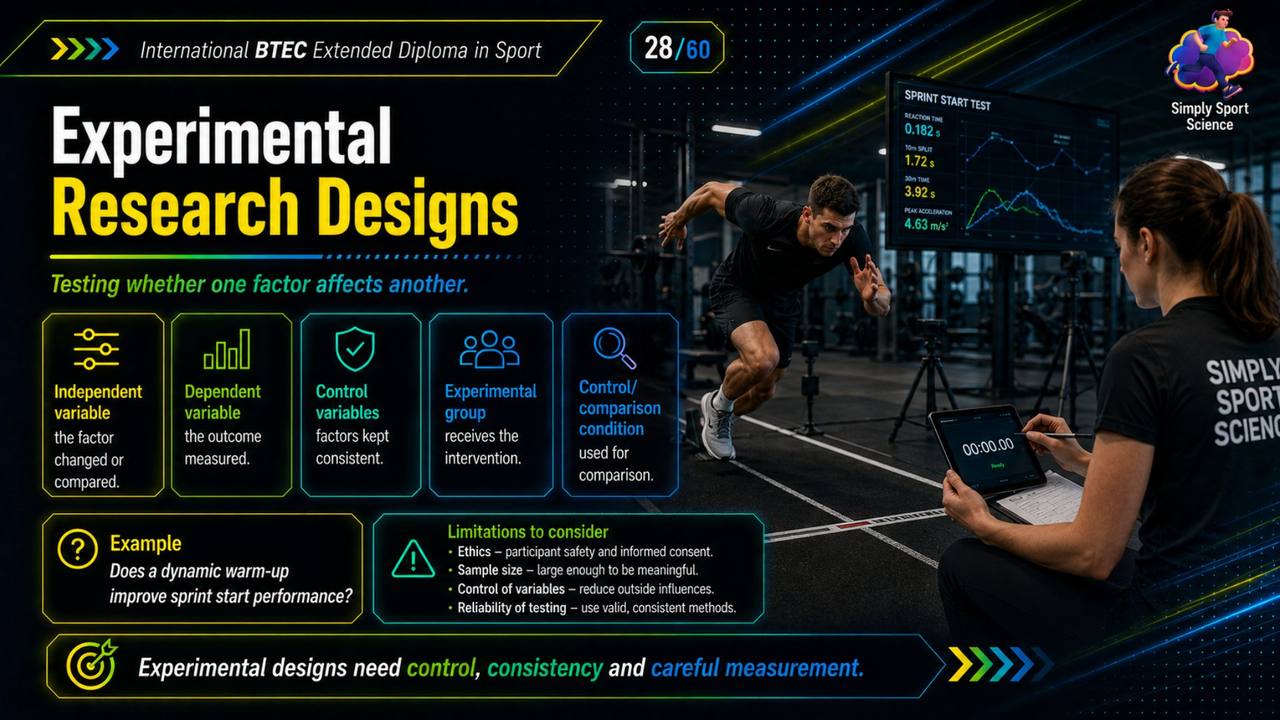 International BTEC Extended Diploma in Sport
28/60
Simply Sport
Science
Experimental
Research Designs
Testing whether one factor affects another.
Independent
variable
the factor
changed or
compared.
Dependent
variable
the outcome
measured.
Control
variables
factors kept
consistent.
Experimental
group
receives the
intervention.
Control/
comparison
condition
used for
comparison.
SPRINT START TEST
REACTION TIME
0.182 s
10m SPLIT
1.72 s
30m TIME
3.92 s
PEAK ACCELERATION
4.63 m/s²
00:00.00
Ready
SIMPLY
SPORT
SCIENC
Example
Does a dynamic warm-up
improve sprint start performance?
Limitations to consider
• Ethics – participant safety and informed consent.
• Sample size – large enough to be meaningful.
• Control of variables – reduce outside influences.
• Reliability of testing – use valid, consistent methods.
Experimental designs need control, consistency and careful measurement.